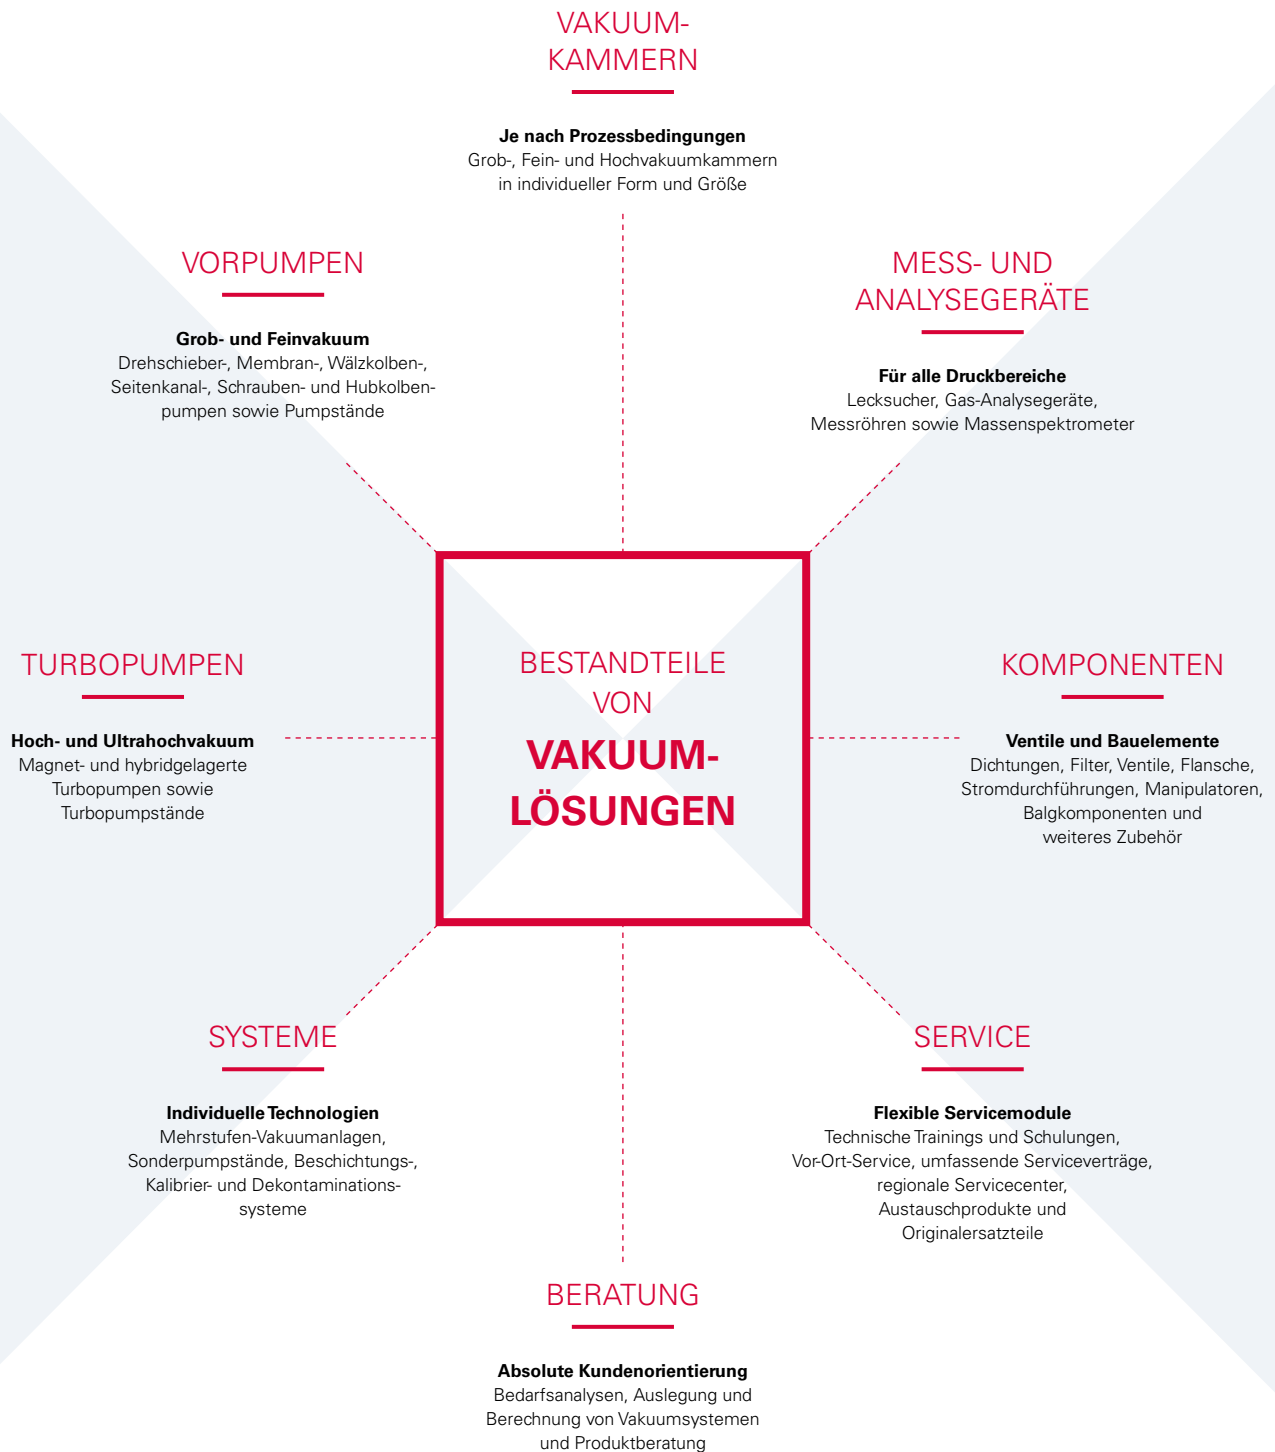 VAKUUM-
KAMMERN
Je nach Prozessbedingungen
Grob-, Fein- und Hochvakuumkammern
in individueller Form und Größe
VORPUMPEN
Grob- und Feinvakuum
Drehschieber-, Membran-, Wälzkolben-,
Seitenkanal-, Schrauben- und Hubkolben-
pumpen sowie Pumpstände
MESS- UND
ANALYSEGERÄTE
Für alle Druckbereiche
Lecksucher, Gas-Analysegeräte,
Messröhren sowie Massenspektrometer
TURBOPUMPEN
Hoch- und Ultrahochvakuum
Magnet- und hybridgelagerte
Turbopumpen sowie
Turbopumpstände
BESTANDTEILE
VON
VAKUUM-
LÖSUNGEN
KOMPONENTEN
Ventile und Bauelemente
Dichtungen, Filter, Ventile, Flansche,
Stromdurchführungen, Manipulatoren,
Balgkomponenten und
weiteres Zubehör
SYSTEME
Individuelle Technologien
Mehrstufen-Vakuumanlagen,
Sonderpumpstände, Beschichtungs-,
Kalibrier- und Dekontaminations-
systeme
SERVICE
Flexible Servicemodule
Technische Trainings und Schulungen,
Vor-Ort-Service, umfassende Serviceverträge,
regionale Servicecenter,
Austauschprodukte und
Originalersatzteile
BERATUNG
Absolute Kundenorientierung
Bedarfsanalysen, Auslegung und
Berechnung von Vakuumsystemen
und Produktberatung